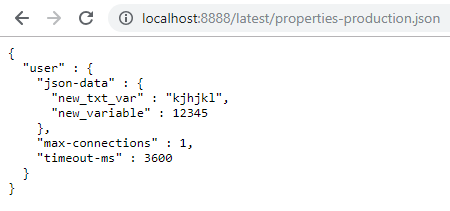 localhost:8888/latest/properties-production.json
{
  "user" : {
    "json-data" : {
      "new_txt_var" : "kjhjkl",
      "new_variable" : 12345
    },
    "max-connections" : 1,
    "timeout-ms" : 3600
  }
}